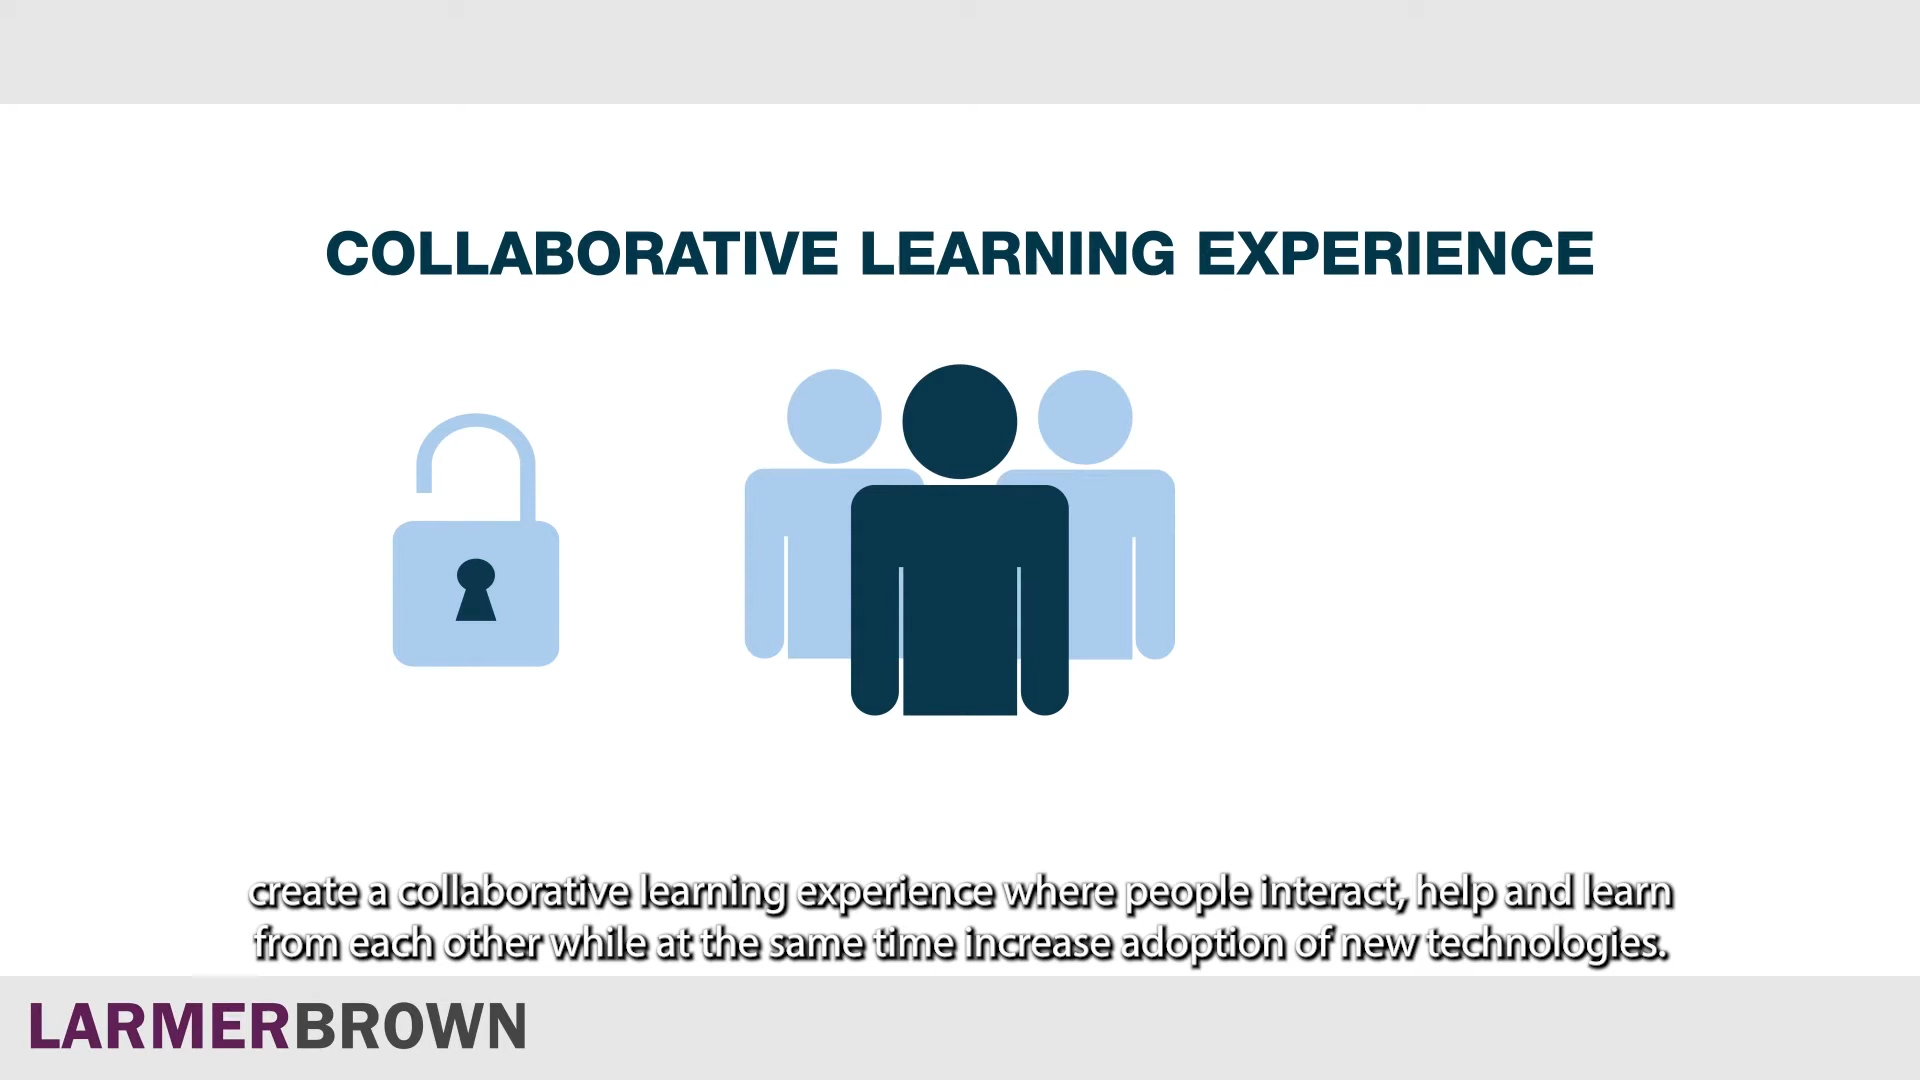 COLLABORATIVE LEARNING EXPERIENCE
create a collaborative learning experience where people interact, help and learn
from each other while at the same time increase adoption of new technologies.
LARMERBROWN